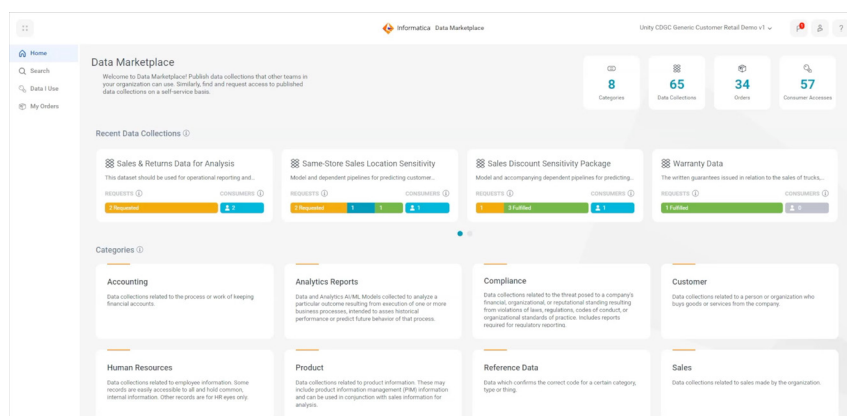 Informatica Data Marketplace
Unity CDGC Generic Customer Retail Demo v1
?
Home
Search
Data I Use
My Orders
Data Marketplace
Welcome to Data Marketplace! Publish data collections that other teams in
your organization can use. Similarly, find and request access to published
data collections on a self-service basis.
8
Categories
65
Data Collections
34
Orders
57
Consumer Accesses
Recent Data Collections
Sales & Returns Data for Analysis
This dataset should be used for operational reporting and...
REQUESTS CONSUMERS
2 Requested 2
Same-Store Sales Location Sensitivity
Model and dependent pipelines for predicting customer...
REQUESTS CONSUMERS
2 Requested 1 1 1
Sales Discount Sensitivity Package
Model and accompanying dependent pipelines for predicting...
REQUESTS CONSUMERS
1 3 Fulfilled 1
Warranty Data
The written guarantees issued in relation to the sales of trucks,...
REQUESTS CONSUMERS
1 Fulfilled 0
Categories
Accounting
Data collections related to the process or work of keeping
financial accounts.
Analytics Reports
Data and Analytics AI/ML Models collected to analyze a
particular outcome resulting from execution of one or more
business processes, intended to asses historical
performance or predict future behavior of that process.
Compliance
Data collections related to the threat posed to a company's
financial, organizational, or reputational standing resulting
from violations of laws, regulations, codes of conduct, or
organizational standards of practice. Includes reports
required for regulatory reporting.
Customer
Data collections related to a person or organization who
buys goods or services from the company.
Human Resources
Data collections related to employee information. Some
records are easily accessible to all and hold common,
internal information. Other records are for HR eyes only.
Product
Data collections related to product information. These may
include product information management (PIM) information
and can be used in conjunction with sales information for
analysis.
Reference Data
Data which confirms the correct code for a certain category,
type or thing.
Sales
Data collections related to sales made by the organization.